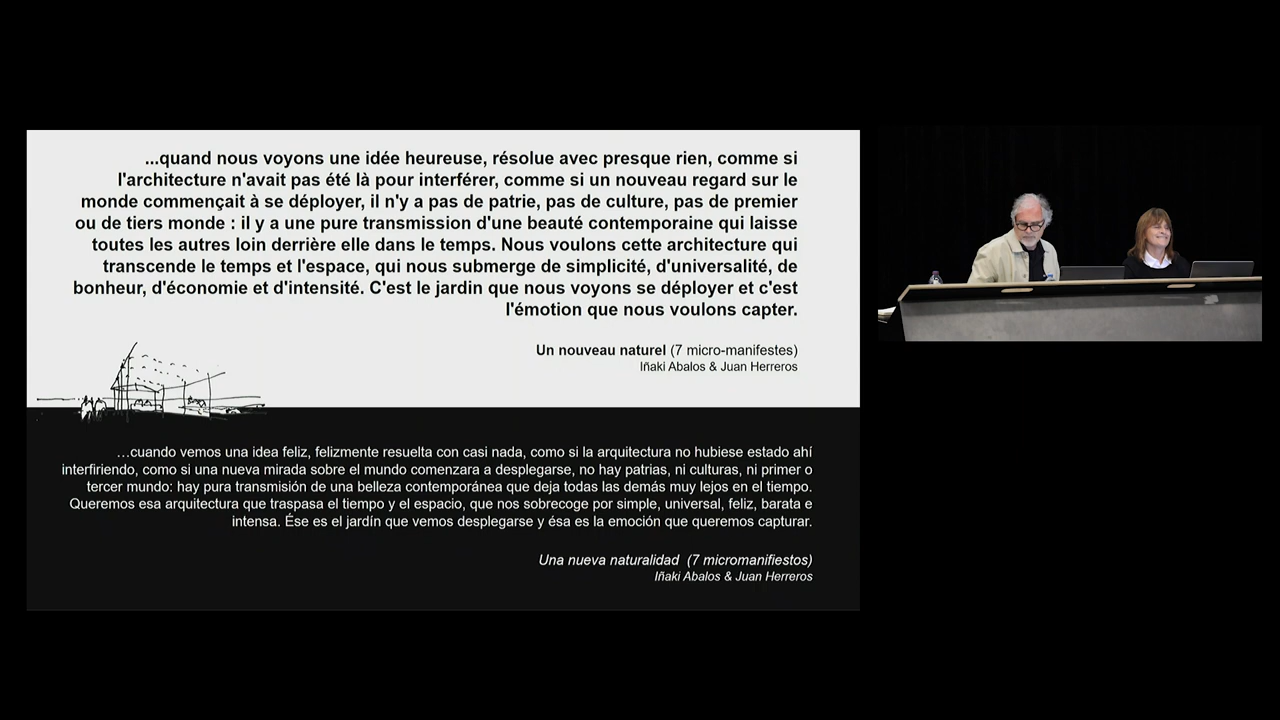 ...quand nous voyons une idée heureuse, résolue avec presque rien, comme si
l'architecture n'avait pas été là pour interférer, comme si un nouveau regard sur le
monde commençait à se déployer, il n'y a pas de patrie, pas de culture, pas de premier
ou de tiers monde : il y a une pure transmission d'une beauté contemporaine qui laisse
toutes les autres loin derrière elle dans le temps. Nous voulons cette architecture qui
transcende le temps et l'espace, qui nous submerge de simplicité, d'universalité, de
bonheur, d'économie et d'intensité. C'est le jardin que nous voyons se déployer et c'est
l'émotion que nous voulons capter.
Un nouveau naturel (7 micro-manifestes)
Iñaki Abalos & Juan Herreros
…cuando vemos una idea feliz, felizmente resuelta con casi nada, como si la arquitectura no hubiese estado ahí
interfiriendo, como si una nueva mirada sobre el mundo comenzara a desplegarse, no hay patrias, ni culturas, ni primer o
tercer mundo: hay pura transmisión de una belleza contemporánea que deja todas las demás muy lejos en el tiempo.
Queremos esa arquitectura que traspasa el tiempo y el espacio, que nos sobrecoge por simple, universal, feliz, barata e
intensa. Ése es el jardín que vemos desplegarse y ésa es la emoción que queremos capturar.
Una nueva naturalidad (7 micromanifiestos)
Iñaki Abalos & Juan Herreros